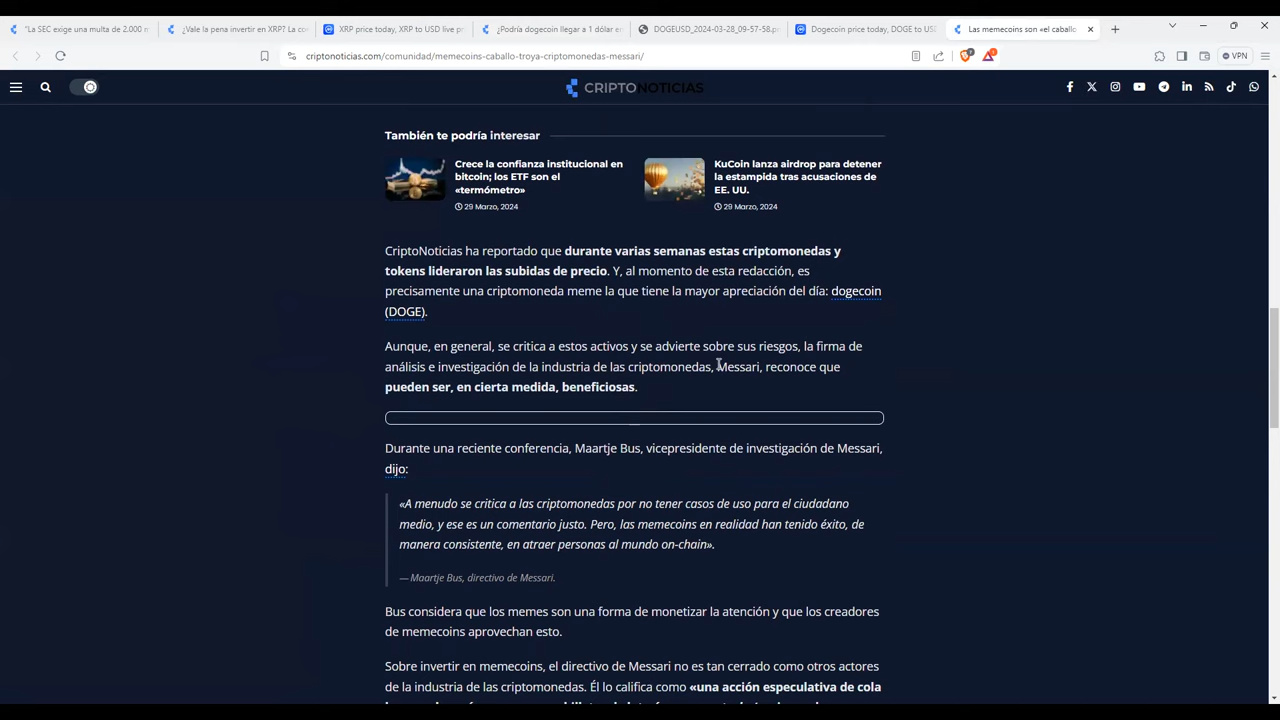 "La SEC exige una multa de 2.000 m
¿Vale la pena invertir en XRP? La co
XRP price today, XRP to USD live pr
¿Podría dogecoin llegar a 1 dólar e
DOGEUSD_2024-03-28_09-57-58.p
Dogecoin price today, DOGE to US
Las memecoins son «el caballo
criptonoticias.com/comunidad/memecoins-caballo-troya-criptomonedas-messari/
VPN
CRIPTONOTICIAS
También te podría interesar
Crece la confianza institucional en
bitcoin; los ETF son el
«termómetro»
29 Marzo, 2024
KuCoin lanza airdrop para detener
la estampida tras acusaciones de
EE. UU.
29 Marzo, 2024
CriptoNoticias ha reportado que durante varias semanas estas criptomonedas y
tokens lideraron las subidas de precio. Y, al momento de esta redacción, es
precisamente una criptomoneda meme la que tiene la mayor apreciación del día: dogecoin
(DOGE).
Aunque, en general, se critica a estos activos y se advierte sobre sus riesgos, la firma de
análisis e investigación de la industria de las criptomonedas, Messari, reconoce que
pueden ser, en cierta medida, beneficiosas.
Durante una reciente conferencia, Maartje Bus, vicepresidente de investigación de Messari,
dijo:
«A menudo se critica a las criptomonedas por no tener casos de uso para el ciudadano
medio, y ese es un comentario justo. Pero, las memecoins en realidad han tenido éxito, de
manera consistente, en atraer personas al mundo on-chain».
— Maartje Bus, directivo de Messari.
Bus considera que los memes son una forma de monetizar la atención y que los creadores
de memecoins aprovechan esto.
Sobre invertir en memecoins, el directivo de Messari no es tan cerrado como otros actores
de la industria de las criptomonedas. Él lo califica como «una acción especulativa de cola